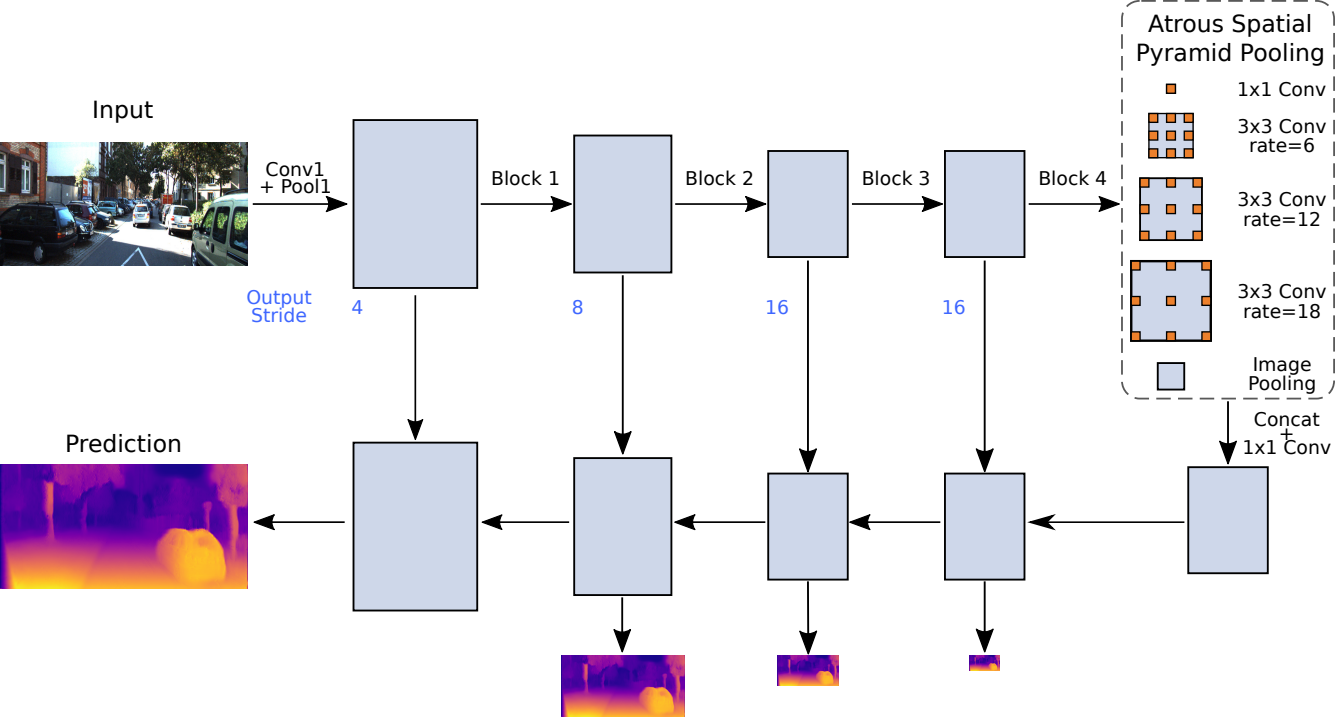 Input
Conv1
+ Pool1
Block 1
Block 2
Block 3
Block 4
Atrous Spatial
Pyramid Pooling
1x1 Conv
3x3 Conv
rate=6
3x3 Conv
rate=12
3x3 Conv
rate=18
Image
Pooling
Output
Stride
4
8
16
16
Concat
+
1x1 Conv
Prediction